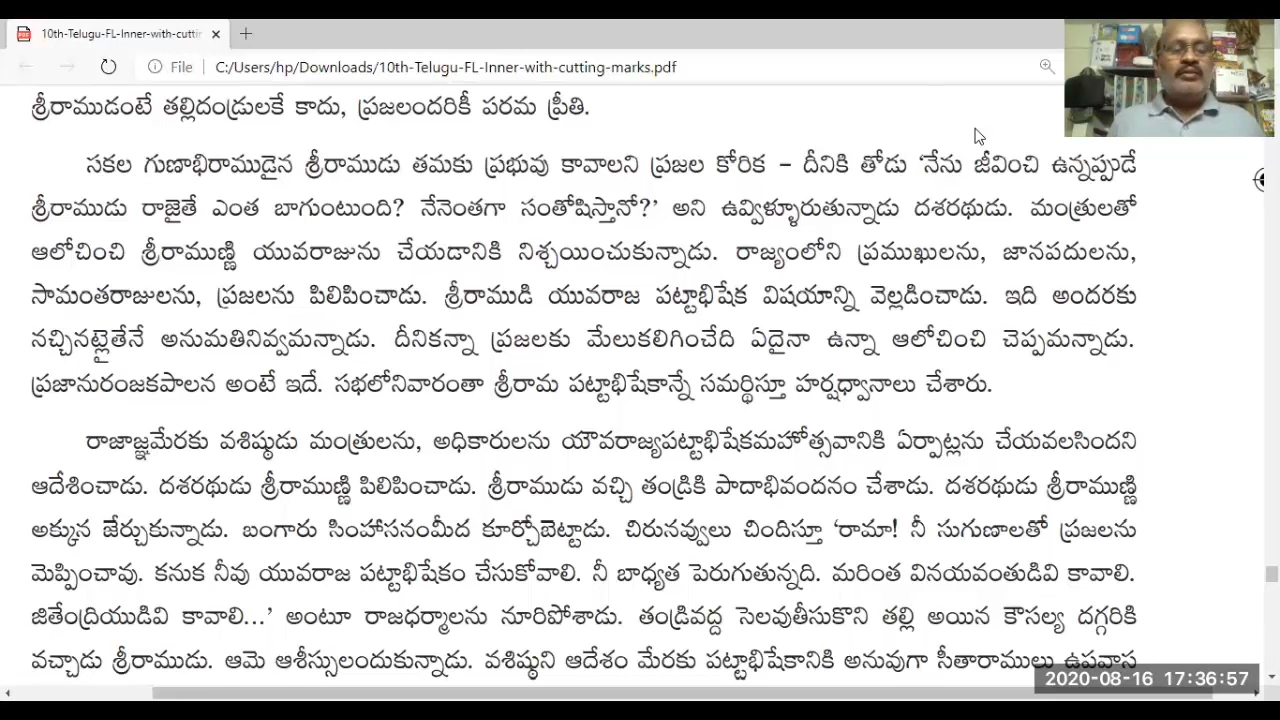 10th-Telugu-FL-Inner-with-cuttin
File C:/Users/hp/Downloads/10th-Telugu-FL-Inner-with-cutting-marks.pdf
శ్రీరాముడంటే తల్లిదండ్రులకే కాదు, ప్రజలందరికీ పరమ ప్రీతి.
సకల గుణాభిరాముడైన శ్రీరాముడు తమకు ప్రభువు కావాలని ప్రజల కోరిక – దీనికి తోడు ‘నేను జీవించి ఉన్నప్పుడే
శ్రీరాముడు రాజైతే ఎంత బాగుంటుంది? నేనెంతగా సంతోషిస్తానో?’ అని ఉవ్విళ్ళూరుతున్నాడు దశరథుడు. మంత్రులతో
ఆలోచించి శ్రీరాముణ్ణి యువరాజును చేయడానికి నిశ్చయించుకున్నాడు. రాజ్యంలోని ప్రముఖులను, జానపదులను,
సామంతరాజులను, ప్రజలను పిలిపించాడు. శ్రీరాముడి యువరాజ పట్టాభిషేక విషయాన్ని వెల్లడించాడు. ఇది అందరకు
నచ్చినట్లైతేనే అనుమతినివ్వమన్నాడు. దీనికన్నా ప్రజలకు మేలుకలిగించేది ఏదైనా ఉన్నా ఆలోచించి చెప్పమన్నాడు.
ప్రజానురంజకపాలన అంటే ఇదే. సభలోనివారంతా శ్రీరామ పట్టాభిషేకాన్నే సమర్థిస్తూ హర్షధ్వానాలు చేశారు.
రాజాజ్ఞమేరకు వశిష్ఠుడు మంత్రులను, అధికారులను యౌవరాజ్యపట్టాభిషేకమహోత్సవానికి ఏర్పాట్లను చేయవలసిందని
ఆదేశించాడు. దశరథుడు శ్రీరాముణ్ణి పిలిపించాడు. శ్రీరాముడు వచ్చి తండ్రికి పాదాభివందనం చేశాడు. దశరథుడు శ్రీరాముణ్ణి
అక్కున జేర్చుకున్నాడు. బంగారు సింహాసనంమీద కూర్చోబెట్టాడు. చిరునవ్వులు చిందిస్తూ ‘రామా! నీ సుగుణాలతో ప్రజలను
మెప్పించావు. కనుక నీవు యువరాజ పట్టాభిషేకం చేసుకోవాలి. నీ బాధ్యత పెరుగుతున్నది. మరింత వినయవంతుడివి కావాలి.
జితేంద్రియుడివి కావాలి...’ అంటూ రాజధర్మాలను నూరిపోశాడు. తండ్రివద్ద సెలవుతీసుకొని తల్లి అయిన కౌసల్య దగ్గరికి
వచ్చాడు శ్రీరాముడు. ఆమె ఆశీస్సులందుకున్నాడు. వశిష్ఠుని ఆదేశం మేరకు పట్టాభిషేకానికి అనువుగా సీతారాములు ఉపవాస
2020-08-16 17:36:57